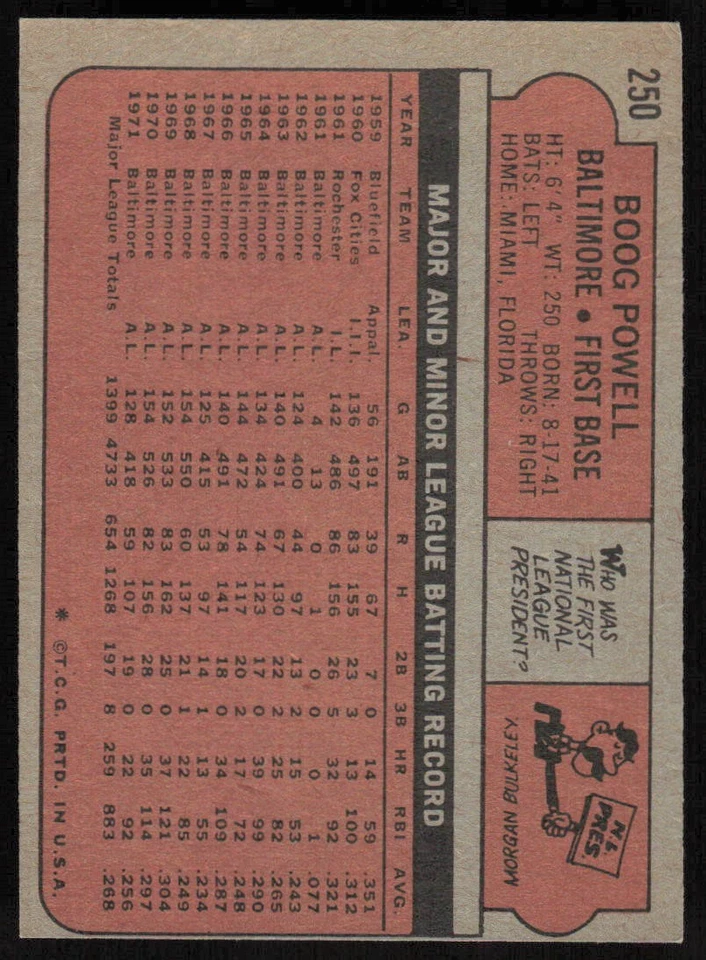 250
BOOG POWELL
BALTIMORE • FIRST BASE
HT: 6'4" WT: 250 BORN: 8-17-41
BATS: LEFT THROWS: RIGHT
HOME: MIAMI, FLORIDA
WHO WAS
THE FIRST
NATIONAL
LEAGUE
PRESIDENT?
N.L.
PRES.
MORGAN BULKELEY
MAJOR AND MINOR LEAGUE BATTING RECORD
YEAR TEAM LEA. G AB R H 2B 3B HR RBI AVG.
1959 Bluefield Appal. 56 191 39 67 7 0 14 59 .351
1960 Fox Cities I.I.I. 136 497 83 155 23 3 13 100 .312
1961 Rochester I.L. 142 486 86 156 26 5 32 92 .321
1961 Baltimore A.L. 4 13 0 1 0 0 0 1 .077
1962 Baltimore A.L. 124 400 44 97 13 2 15 53 .243
1963 Baltimore A.L. 140 491 67 130 22 2 25 82 .265
1964 Baltimore A.L. 134 424 74 123 17 0 39 99 .290
1965 Baltimore A.L. 144 472 54 117 20 2 17 72 .248
1966 Baltimore A.L. 140 491 78 141 18 0 34 109 .287
1967 Baltimore A.L. 125 415 53 97 14 1 13 55 .234
1968 Baltimore A.L. 154 550 60 137 21 1 22 85 .249
1969 Baltimore A.L. 152 533 83 162 25 0 37 121 .304
1970 Baltimore A.L. 154 526 82 156 28 0 35 114 .297
1971 Baltimore A.L. 128 418 59 107 19 0 22 92 .256
Major League Totals 1399 4733 654 1268 197 8 259 883 .268
* ©T.C.G. PRTD. IN U.S.A.